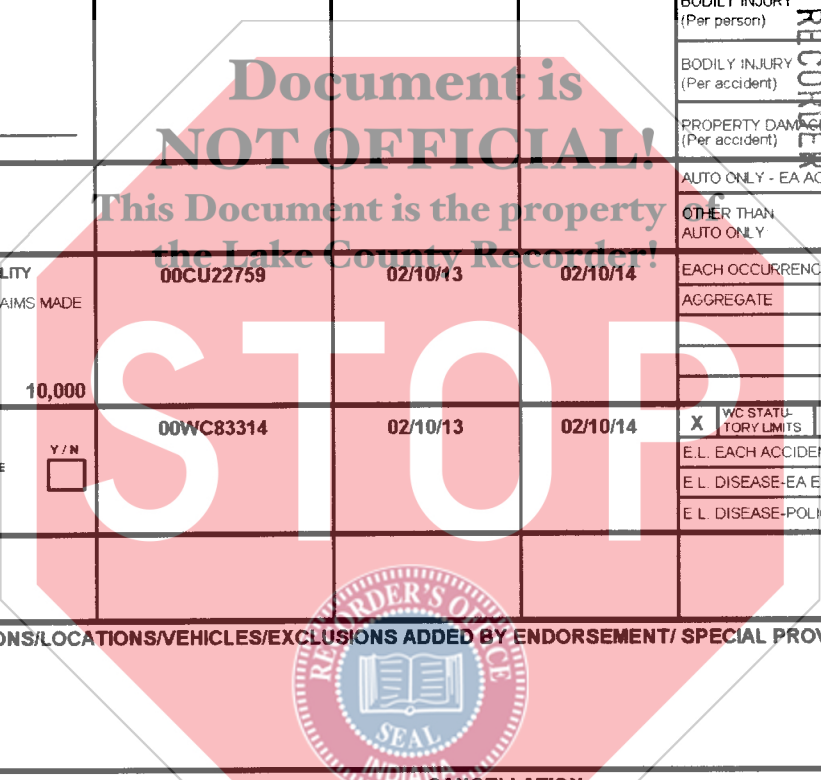 BODILY INJURY
(Per person)
RECORDER
Document is
BODILY INJURY
(Per accident)
NOT OFFICIAL!
PROPERTY DAMAGE
(Per accident)
AUTO ONLY - EA AC
This Document is the property of
OTHER THAN
AUTO ONLY
the Lake County Recorder!
LITY 00CU22759 02/10/13 02/10/14 EACH OCCURRENC
AIMS MADE AGGREGATE
STOP
10,000
00WC83314 02/10/13 02/10/14 X WC STATU-
TORY LIMITS
Y / N E.L. EACH ACCIDEN
E E.L. DISEASE-EA E
E.L. DISEASE-POLI
ONS/LOCATIONS/VEHICLES/EXCLUSIONS ADDED BY ENDORSEMENT/ SPECIAL PROV
RECORDER'S OFFICE
SEAL
INDIANA
CANCELLATION